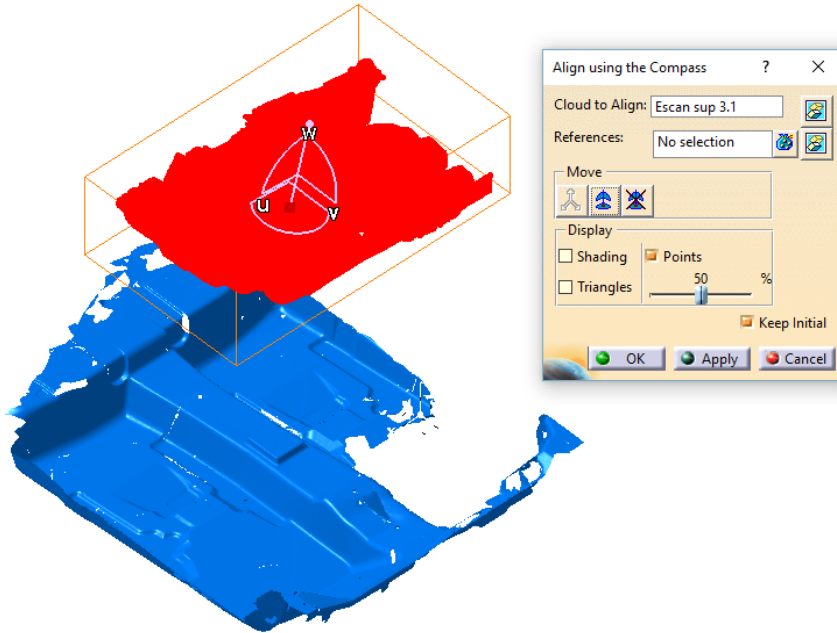 Align using the Compass ? ×
Cloud to Align: Escan sup 3.1
References: No selection
Move
Display
Shading Points
50 %
Triangles
Keep Initial
OK Apply Cancel
w
u v